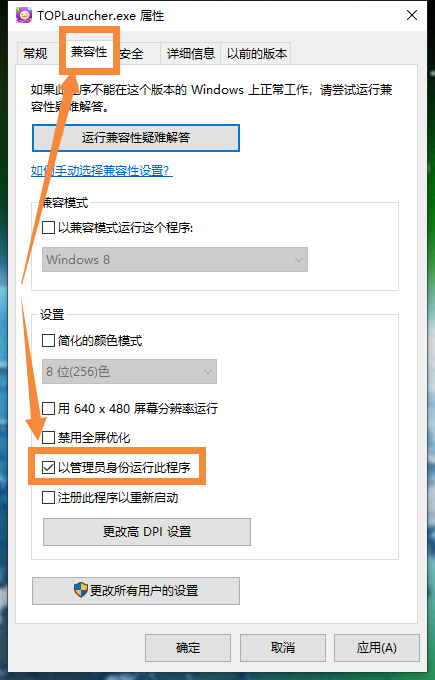 TOPLauncher.exe 属性
常规 兼容性 安全 详细信息 以前的版本
如果此程序不能在这个版本的 Windows 上正常工作，请尝试运行兼
容性疑难解答。
运行兼容性疑难解答
如何手动选择兼容性设置?
兼容模式
以兼容模式运行这个程序:
Windows 8
设置
简化的颜色模式
8 位(256)色
用 640 x 480 屏幕分辨率运行
禁用全屏优化
以管理员身份运行此程序
注册此程序以重新启动
更改高 DPI 设置
更改所有用户的设置
确定 取消 应用(A)